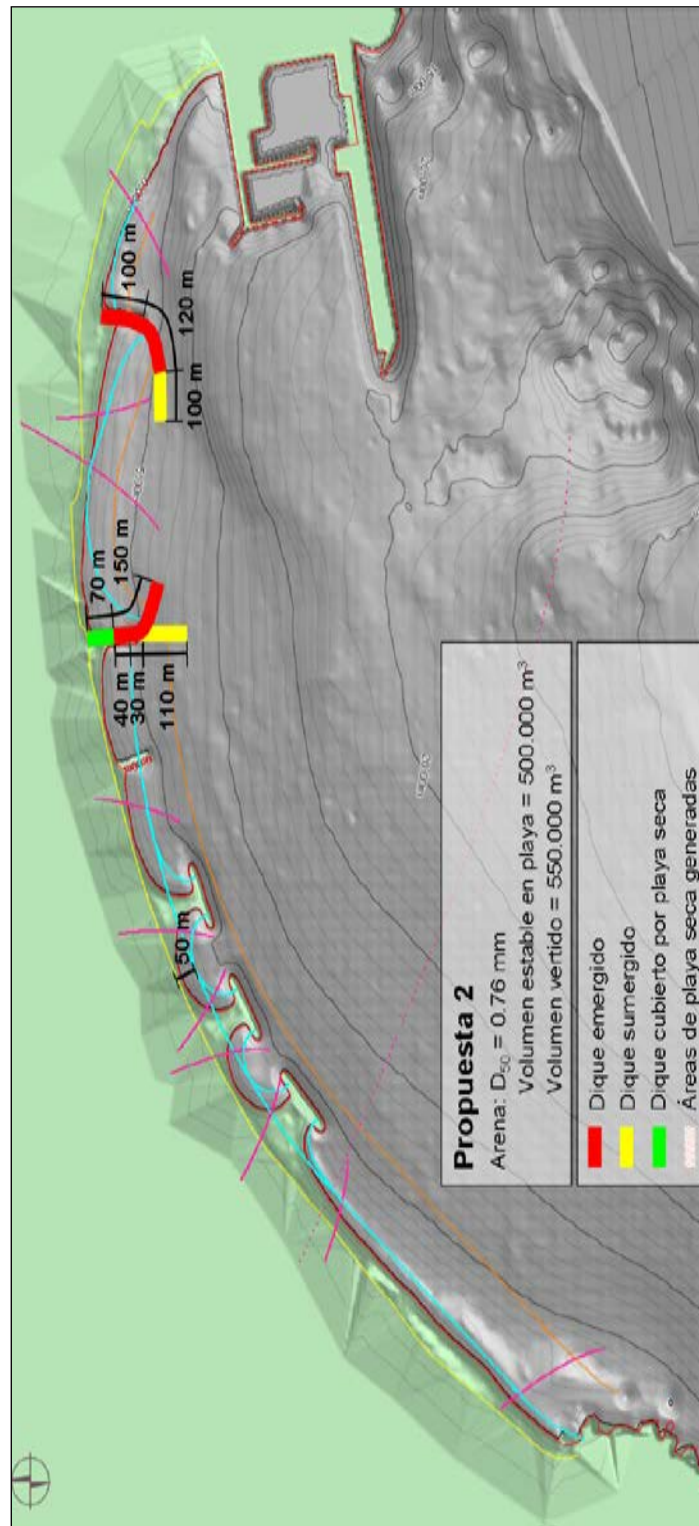 100 m
120 m
100 m
150 m
70 m
40 m
30 m
110 m
50 m
Propuesta 2
Arena: D₅₀ = 0.76 mm
Volumen estable en playa = 500.000 m³
Volumen vertido = 550.000 m³
Dique emergido
Dique sumergido
Dique cubierto por playa seca
Áreas de playa seca generadas